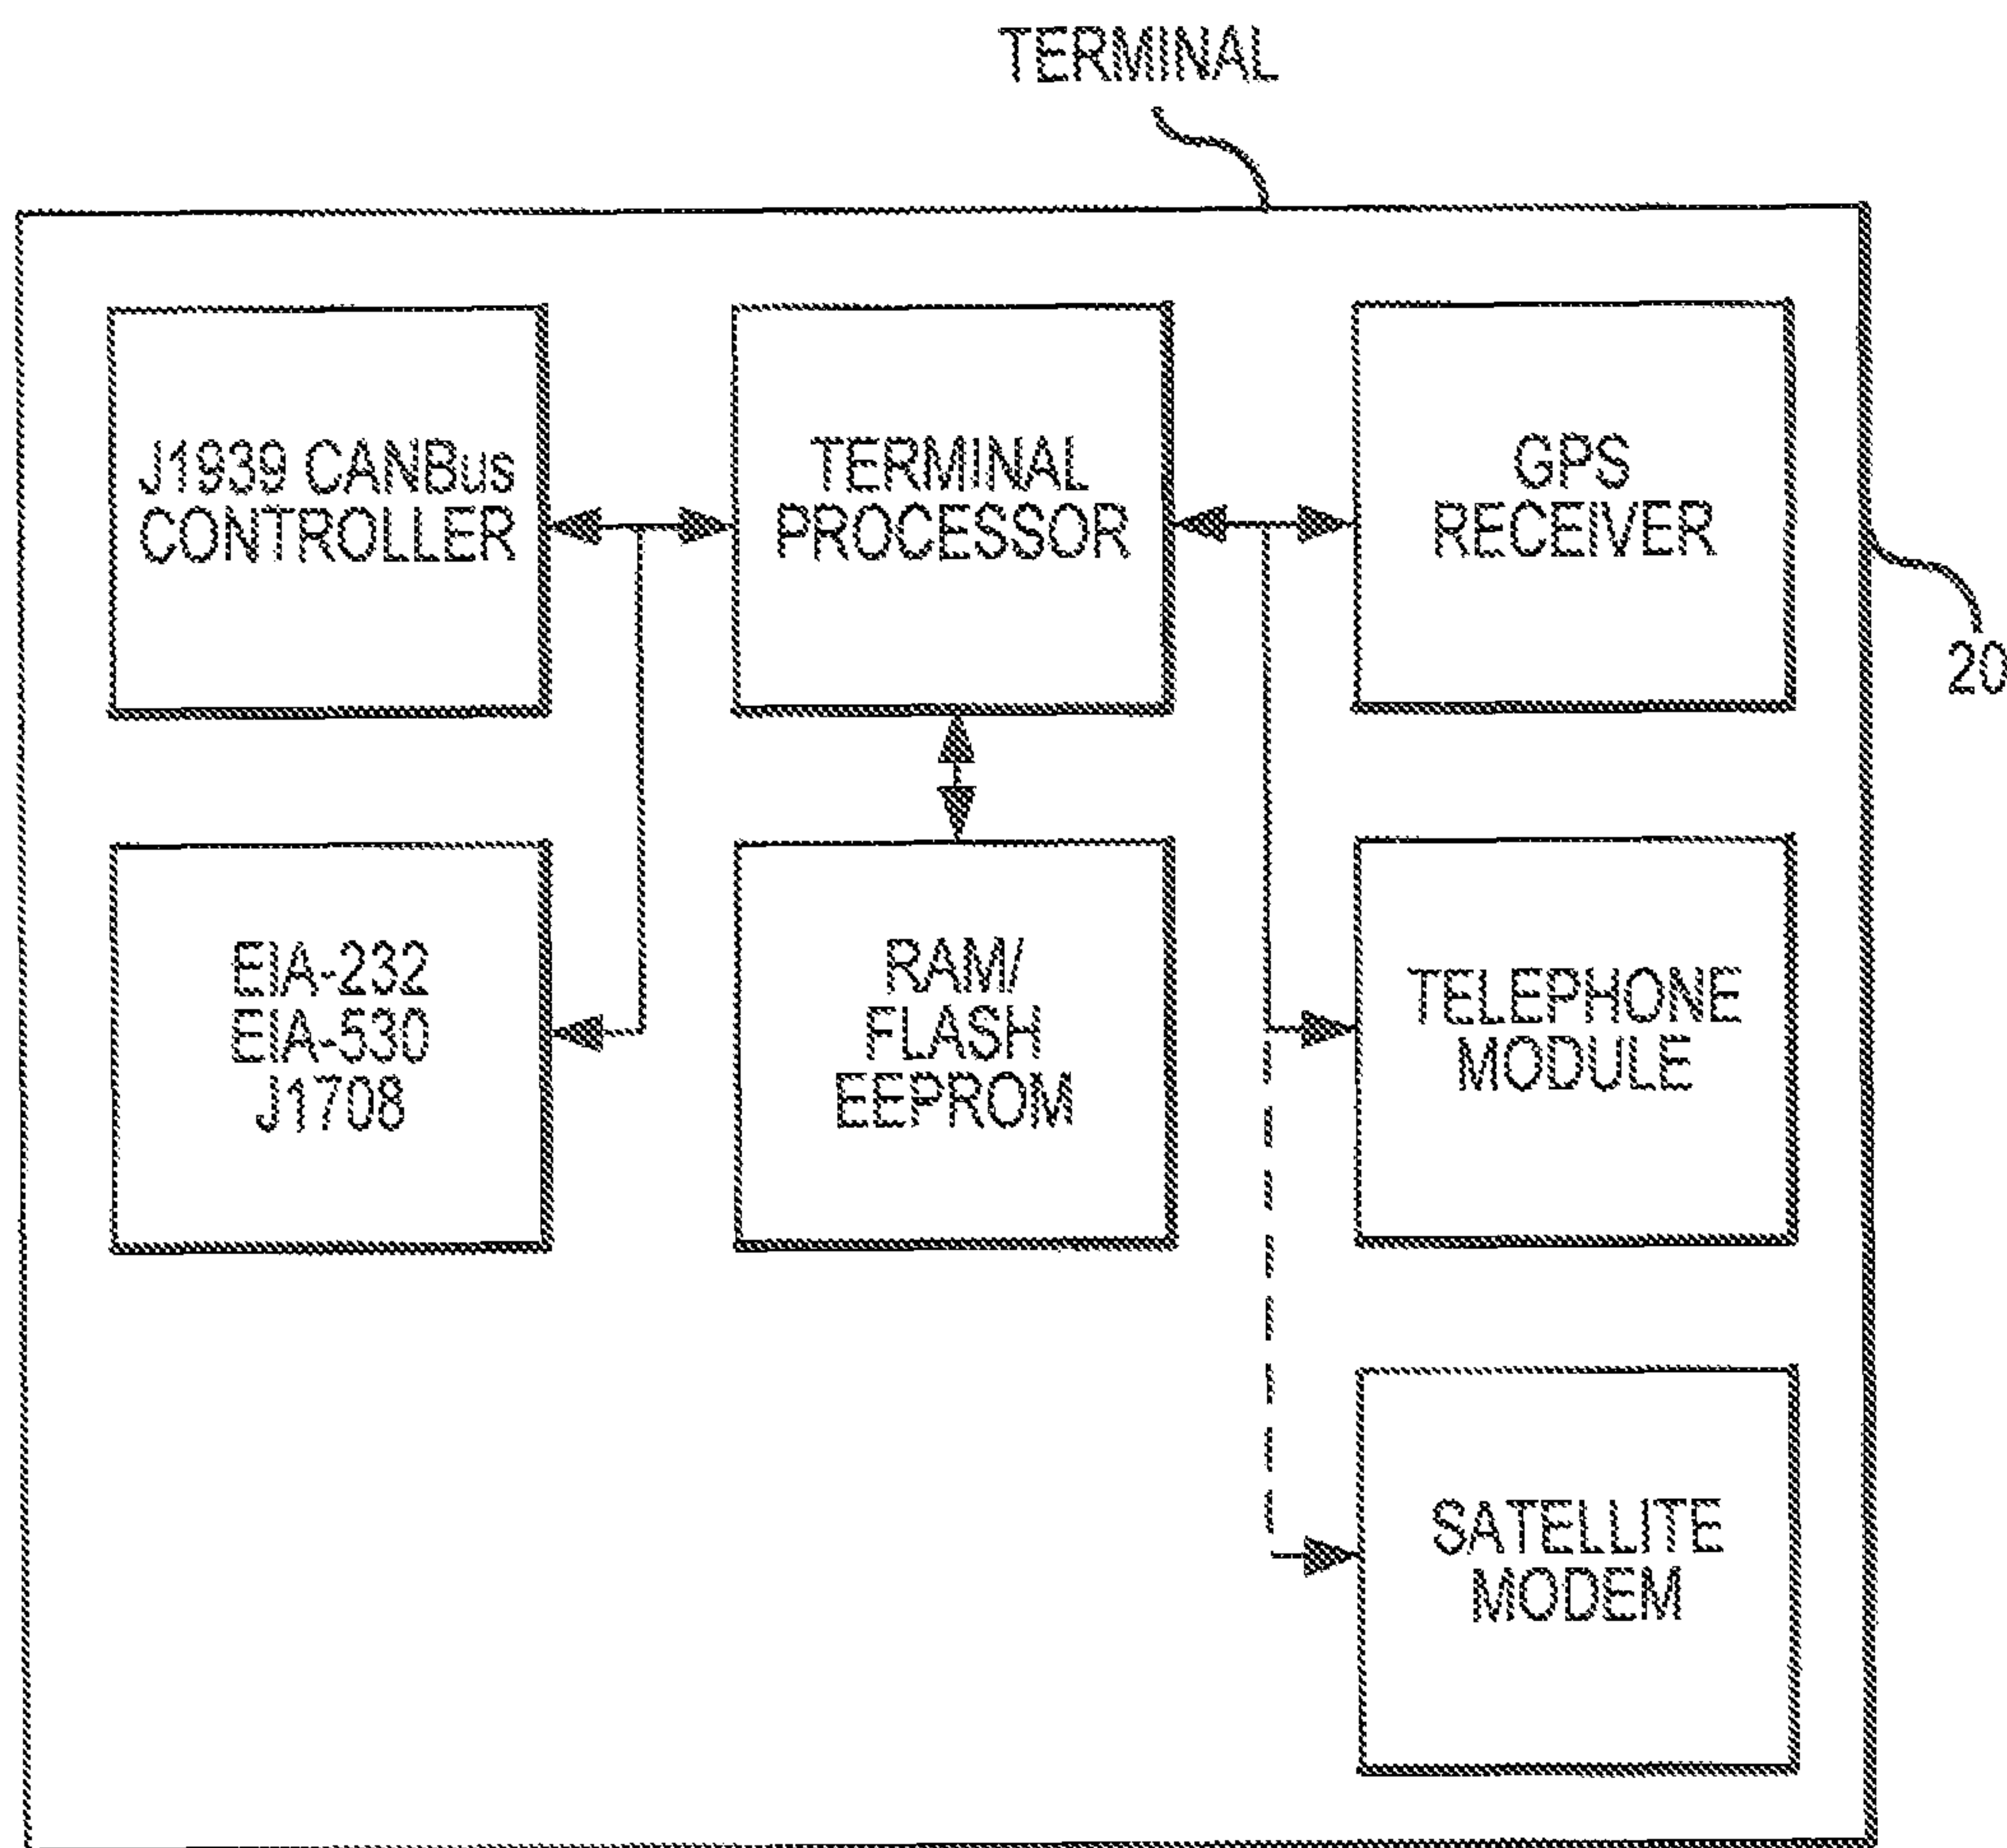 TERMINAL
J1939 CANBus
CONTROLLER
TERMINAL
PROCESSOR
GPS
RECEIVER
20
EIA-232
EIA-530
J1708
RAM/
FLASH
EEPROM
TELEPHONE
MODULE
SATELLITE
MODEM